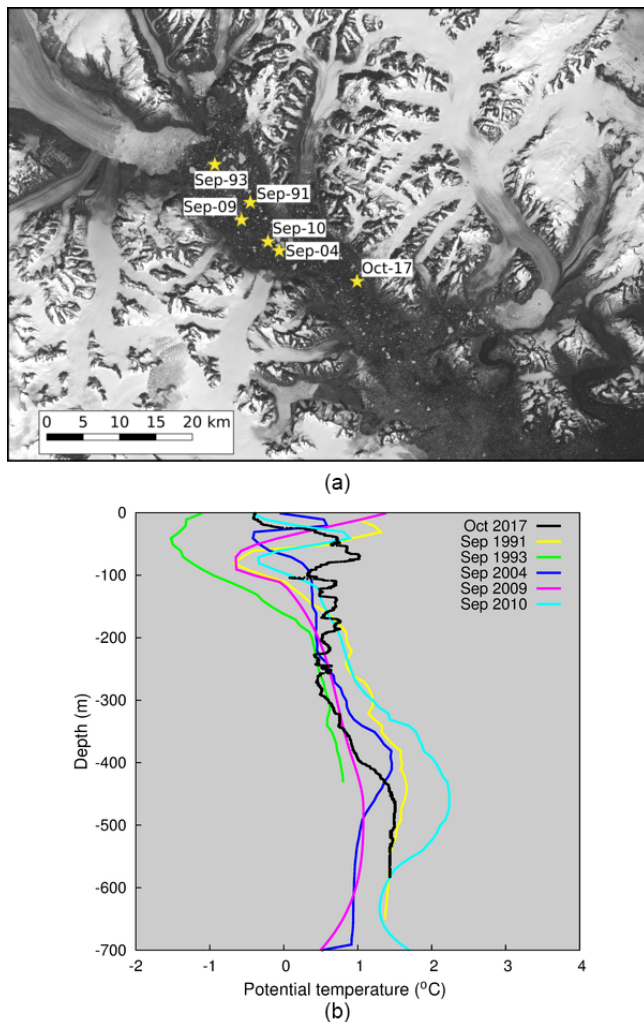 Sep-93
Sep-91
Sep-09
Sep-10
Sep-04
Oct-17
0 5 10 15 20 km
(a)
0
-100
-200
-300
-400
-500
-600
-700
Depth (m)
Oct 2017
Sep 1991
Sep 1993
Sep 2004
Sep 2009
Sep 2010
-2 -1 0 1 2 3 4
Potential temperature (°C)
(b)